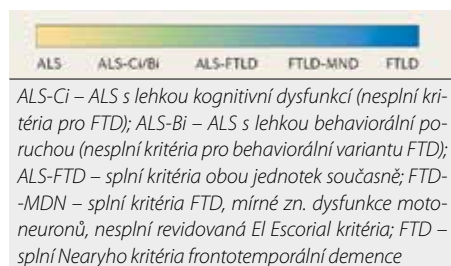 ALS ALS-Ci/Bi ALS-FTLD FTLD-MND FTLD
ALS-Ci – ALS s lehkou kognitivní dysfunkcí (nesplní kri-
téria pro FTD); ALS-Bi – ALS s lehkou behaviorální po-
ruchou (nesplní kritéria pro behaviorální variantu FTD);
ALS-FTD – splní kritéria obou jednotek současně; FTD-
-MDN – splní kritéria FTD, mírné zn. dysfunkce moto-
neuronů, nesplní revidovaná El Escorial kritéria; FTD –
splní Nearyho kritéria frontotemporální demence